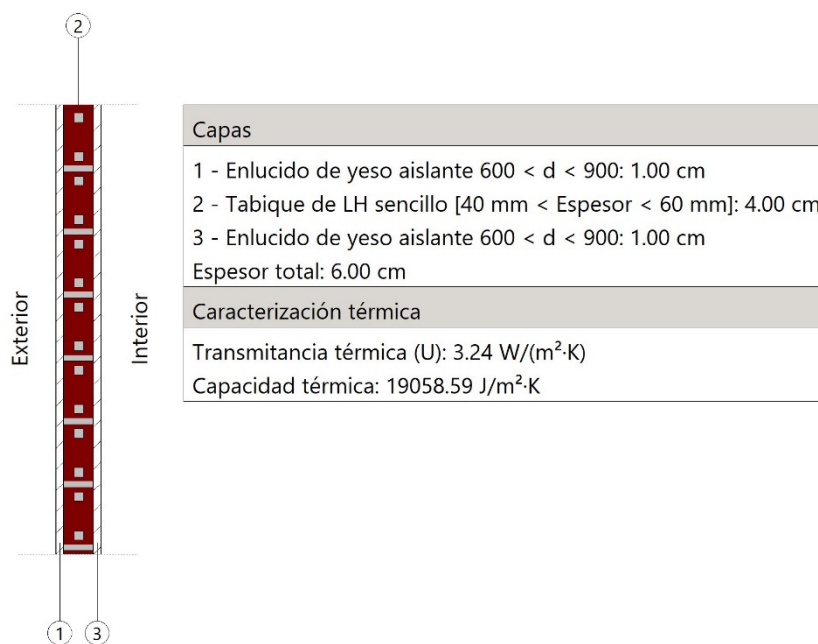 2
Capas
1 - Enlucido de yeso aislante 600 < d < 900: 1.00 cm
2 - Tabique de LH sencillo [40 mm < Espesor < 60 mm]: 4.00 cm
3 - Enlucido de yeso aislante 600 < d < 900: 1.00 cm
Espesor total: 6.00 cm
Caracterización térmica
Transmitancia térmica (U): 3.24 W/(m²·K)
Capacidad térmica: 19058.59 J/m²·K
Exterior
Interior
1
3